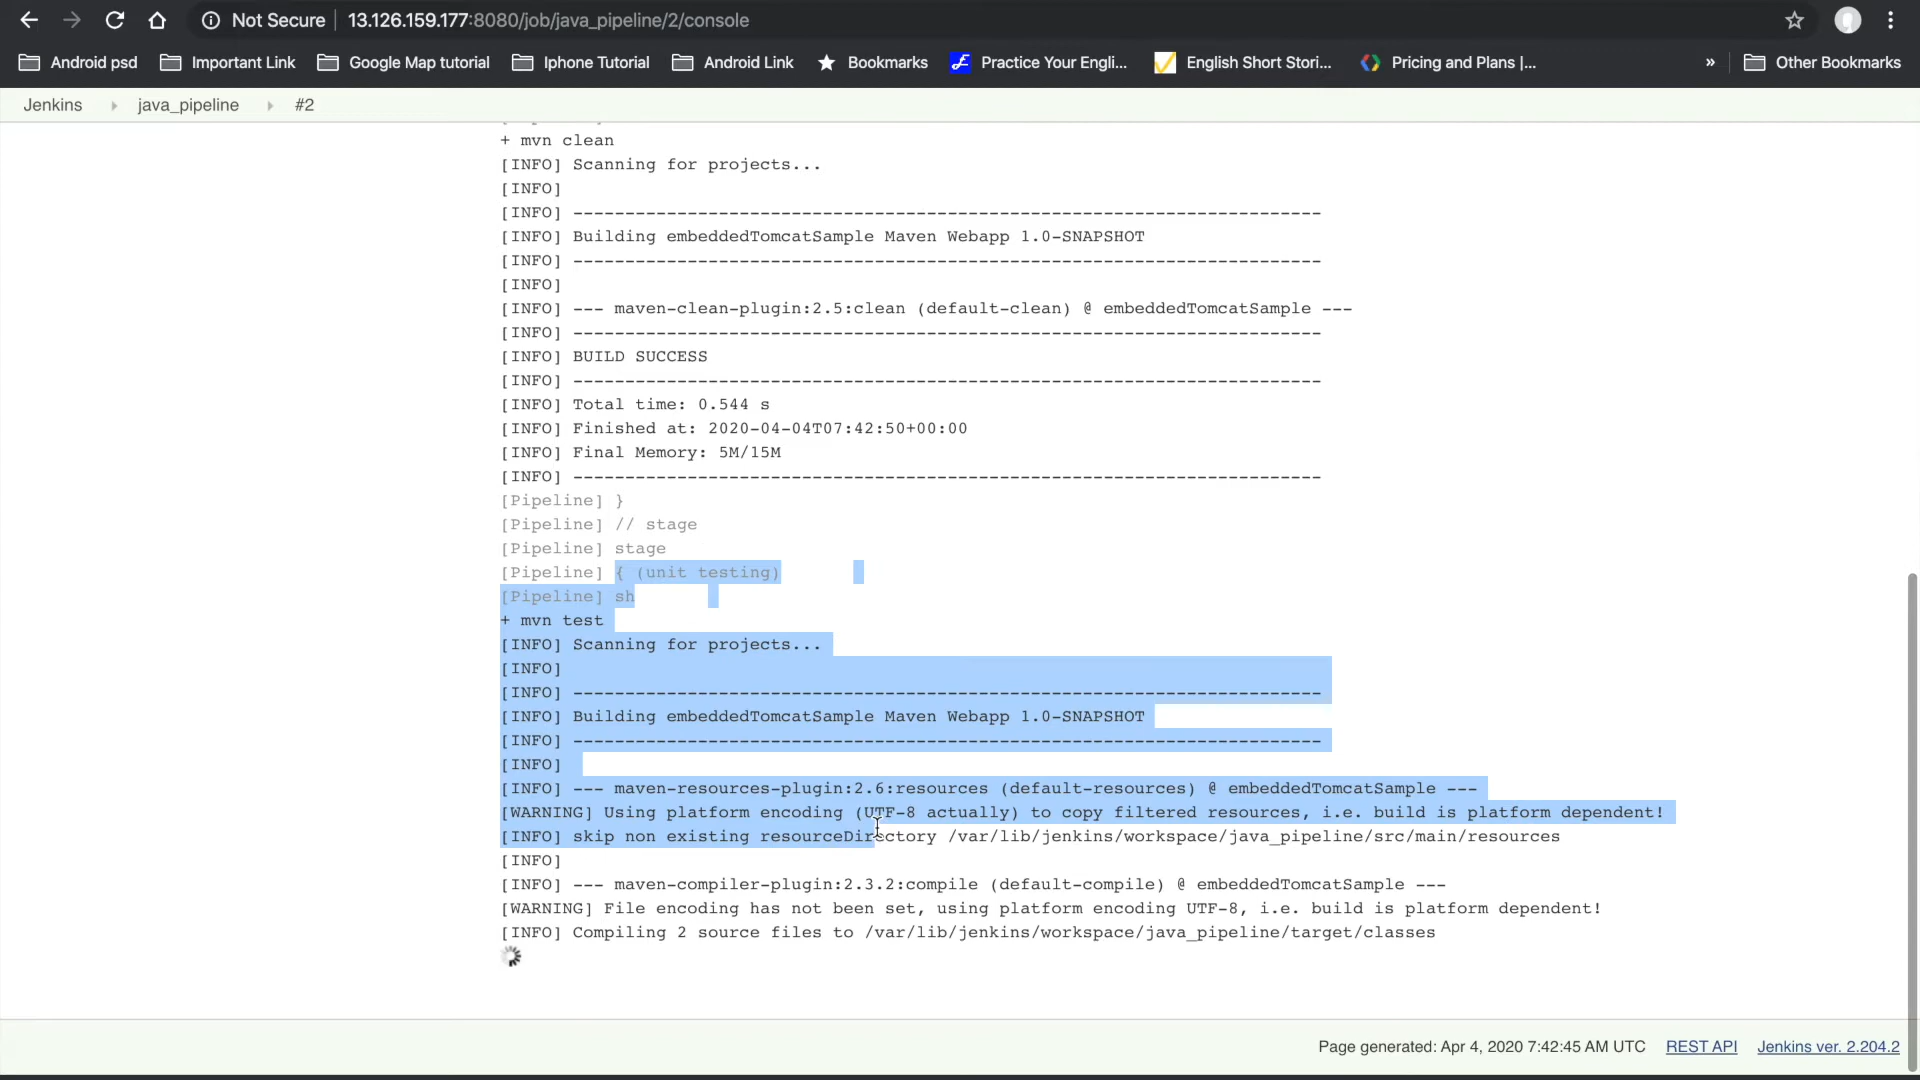 Not Secure 13.126.159.177:8080/job/java_pipeline/2/console
Android psd Important Link Google Map tutorial Iphone Tutorial Android Link Bookmarks Practice Your Engli... English Short Stori... Pricing and Plans |... » Other Bookmarks
Jenkins java_pipeline #2
+ mvn clean
[INFO] Scanning for projects...
[INFO]
[INFO] ------------------------------------------------------------------------
[INFO] Building embeddedTomcatSample Maven Webapp 1.0-SNAPSHOT
[INFO] ------------------------------------------------------------------------
[INFO]
[INFO] --- maven-clean-plugin:2.5:clean (default-clean) @ embeddedTomcatSample ---
[INFO] ------------------------------------------------------------------------
[INFO] BUILD SUCCESS
[INFO] ------------------------------------------------------------------------
[INFO] Total time: 0.544 s
[INFO] Finished at: 2020-04-04T07:42:50+00:00
[INFO] Final Memory: 5M/15M
[INFO] ------------------------------------------------------------------------
[Pipeline] }
[Pipeline] // stage
[Pipeline] stage
[Pipeline] { (unit testing)
[Pipeline] sh
+ mvn test
[INFO] Scanning for projects...
[INFO]
[INFO] ------------------------------------------------------------------------
[INFO] Building embeddedTomcatSample Maven Webapp 1.0-SNAPSHOT
[INFO] ------------------------------------------------------------------------
[INFO]
[INFO] --- maven-resources-plugin:2.6:resources (default-resources) @ embeddedTomcatSample ---
[WARNING] Using platform encoding (UTF-8 actually) to copy filtered resources, i.e. build is platform dependent!
[INFO] skip non existing resourceDirectory /var/lib/jenkins/workspace/java_pipeline/src/main/resources
[INFO]
[INFO] --- maven-compiler-plugin:2.3.2:compile (default-compile) @ embeddedTomcatSample ---
[WARNING] File encoding has not been set, using platform encoding UTF-8, i.e. build is platform dependent!
[INFO] Compiling 2 source files to /var/lib/jenkins/workspace/java_pipeline/target/classes
Page generated: Apr 4, 2020 7:42:45 AM UTC REST API Jenkins ver. 2.204.2